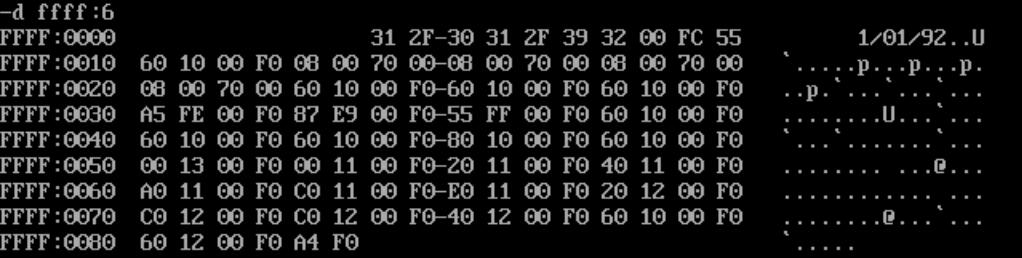 -d ffff:6
FFFF:0000                    31 2F-30 31 2F 39 32 00 FC 55         1/01/92..U
FFFF:0010  60 10 00 F0 08 00 70 00-08 00 70 00 08 00 70 00   `.....p...p...p.
FFFF:0020  08 00 70 00 60 10 00 F0-60 10 00 F0 60 10 00 F0   ..p.`...`...`...
FFFF:0030  A5 FE 00 F0 87 E9 00 F0-55 FF 00 F0 60 10 00 F0   ........U...`...
FFFF:0040  60 10 00 F0 60 10 00 F0-80 10 00 F0 60 10 00 F0   `...`.......`...
FFFF:0050  00 13 00 F0 00 11 00 F0-20 11 00 F0 40 11 00 F0   ........ ...@...
FFFF:0060  A0 11 00 F0 C0 11 00 F0-E0 11 00 F0 20 12 00 F0   ............ ...
FFFF:0070  C0 12 00 F0 C0 12 00 F0-40 12 00 F0 60 10 00 F0   ........@...`...
FFFF:0080  60 12 00 F0 A4 F0                                 `.....